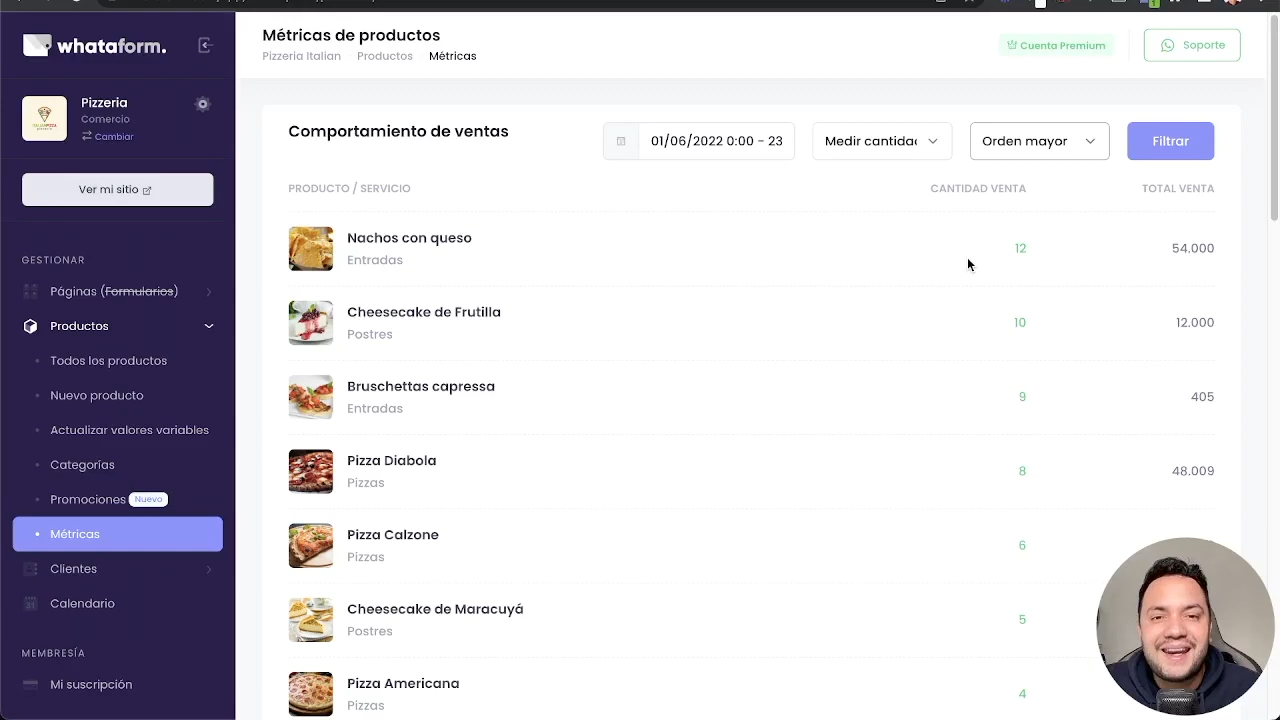 whataform.
Métricas de productos
Pizzeria Italian Productos Métricas
Cuenta Premium
Soporte
Pizzeria
Comercio
Cambiar
Ver mi sitio
GESTIONAR
Páginas (Formularios)
Productos
Todos los productos
Nuevo producto
Actualizar valores variables
Categorías
Promociones Nuevo
Métricas
Clientes
Calendario
MEMBRESÍA
Mi suscripción
Comportamiento de ventas
01/06/2022 0:00 - 23
Medir cantidad
Orden mayor
Filtrar
PRODUCTO / SERVICIO CANTIDAD VENTA TOTAL VENTA
Nachos con queso 12 54.000
Entradas
Cheesecake de Frutilla 10 12.000
Postres
Bruschettas capressa 9 405
Entradas
Pizza Diabola 8 48.009
Pizzas
Pizza Calzone 6
Pizzas
Cheesecake de Maracuyá 5
Postres
Pizza Americana 4
Pizzas